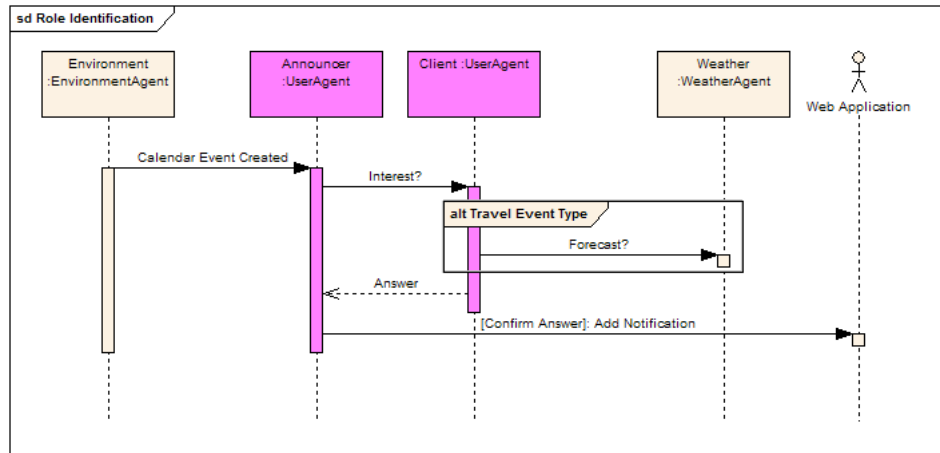 sd Role Identification
Environment
:EnvironmentAgent
Announcer
:UserAgent
Client :UserAgent
Weather
:WeatherAgent
Web Application
Calendar Event Created
Interest?
alt Travel Event Type
Forecast?
Answer
[Confirm Answer]: Add Notification